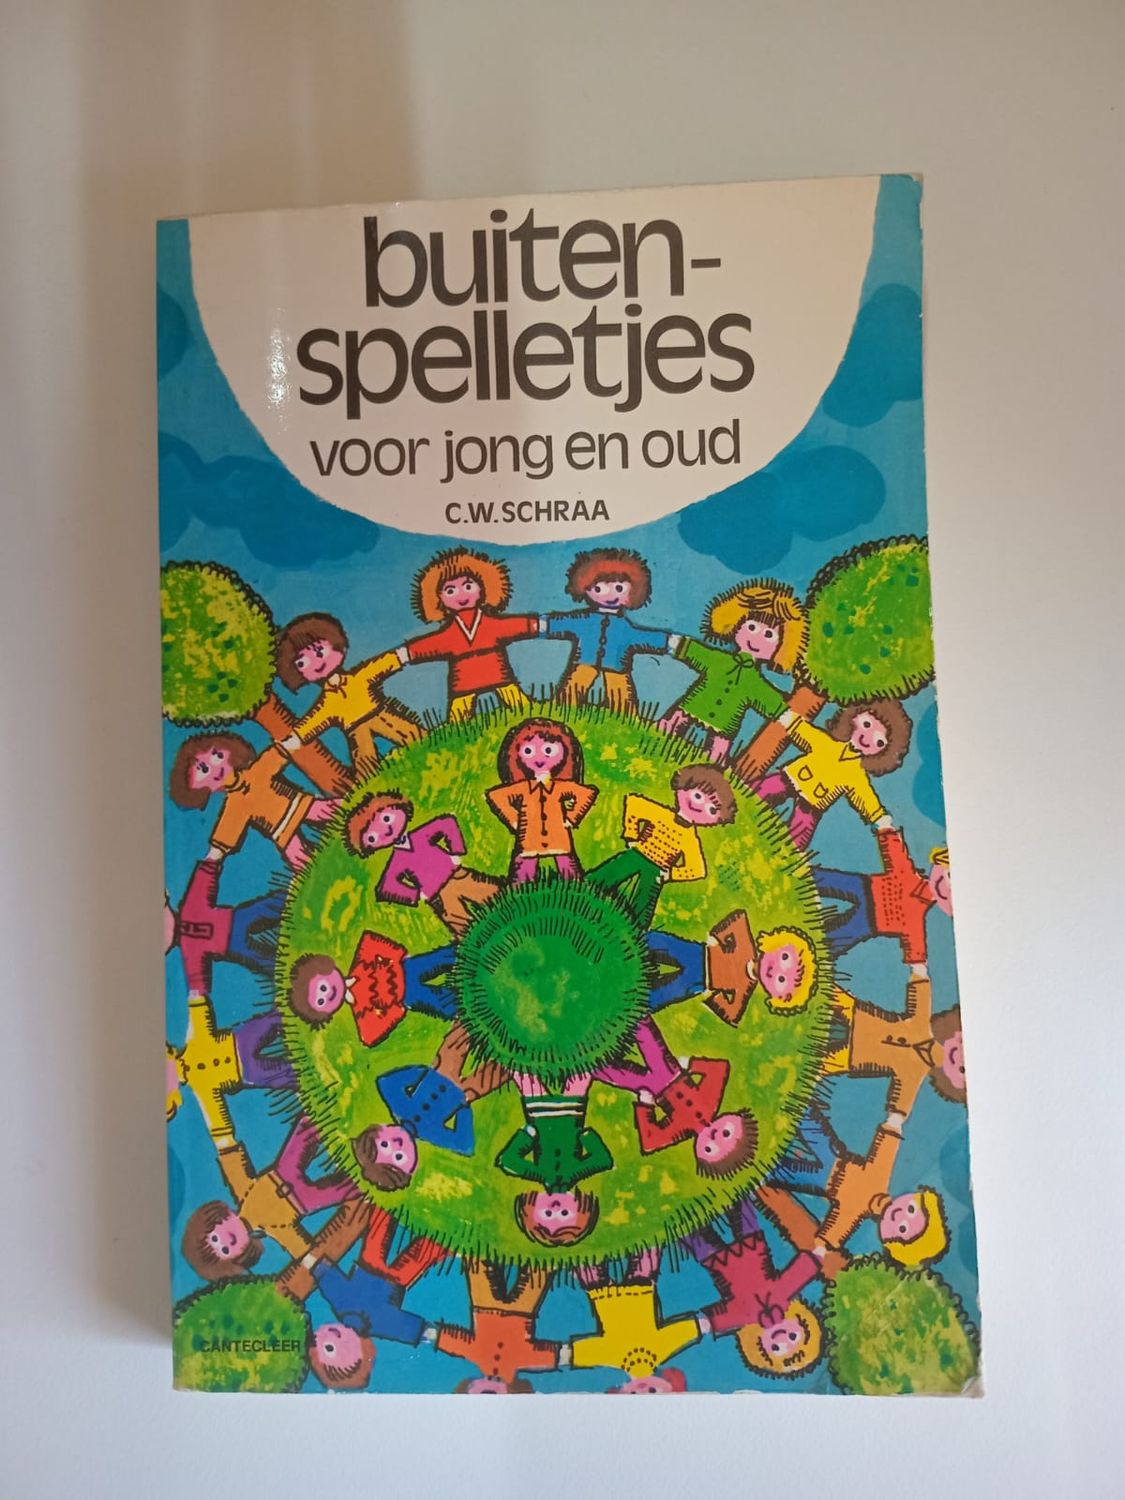 buiten-
spelletjes
voor jong en oud
C.W. SCHRAA
CANTECLEER